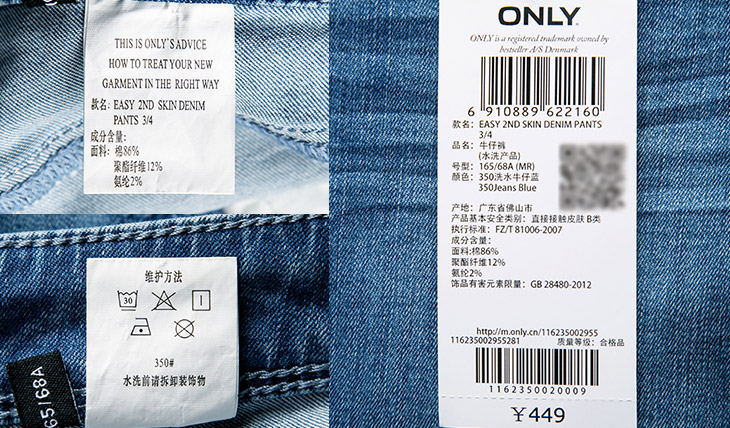 THIS IS ONLY`S ADVICE
HOW TO TREAT YOUR NEW
GARMENT IN THE RIGHT WAY
款名: EASY 2ND SKIN DENIM
PANTS 3/4
成分含量:
面料: 棉86%
聚酯纤维12%
氨纶2%
维护方法
30
350#
水洗前请拆卸装饰物
165/68A
ONLY
ONLY is a registered trademark owned by
bestseller A/S Denmark
6 910889 622160
款名: EASY 2ND SKIN DENIM PANTS
3/4
品名: 牛仔裤
(水洗产品)
号型: 165/68A (MR)
颜色: 350洗水牛仔蓝
350Jeans Blue
产地: 广东省佛山市
产品基本安全类别: 直接接触皮肤 B类
执行标准: FZ/T 81006-2007
成分含量:
面料:棉86%
聚酯纤维12%
氨纶2%
饰品有害元素限量: GB 28480-2012
http://m.only.cn/116235002955
116235002955281 质量等级: 合格品
1162350020009
¥449